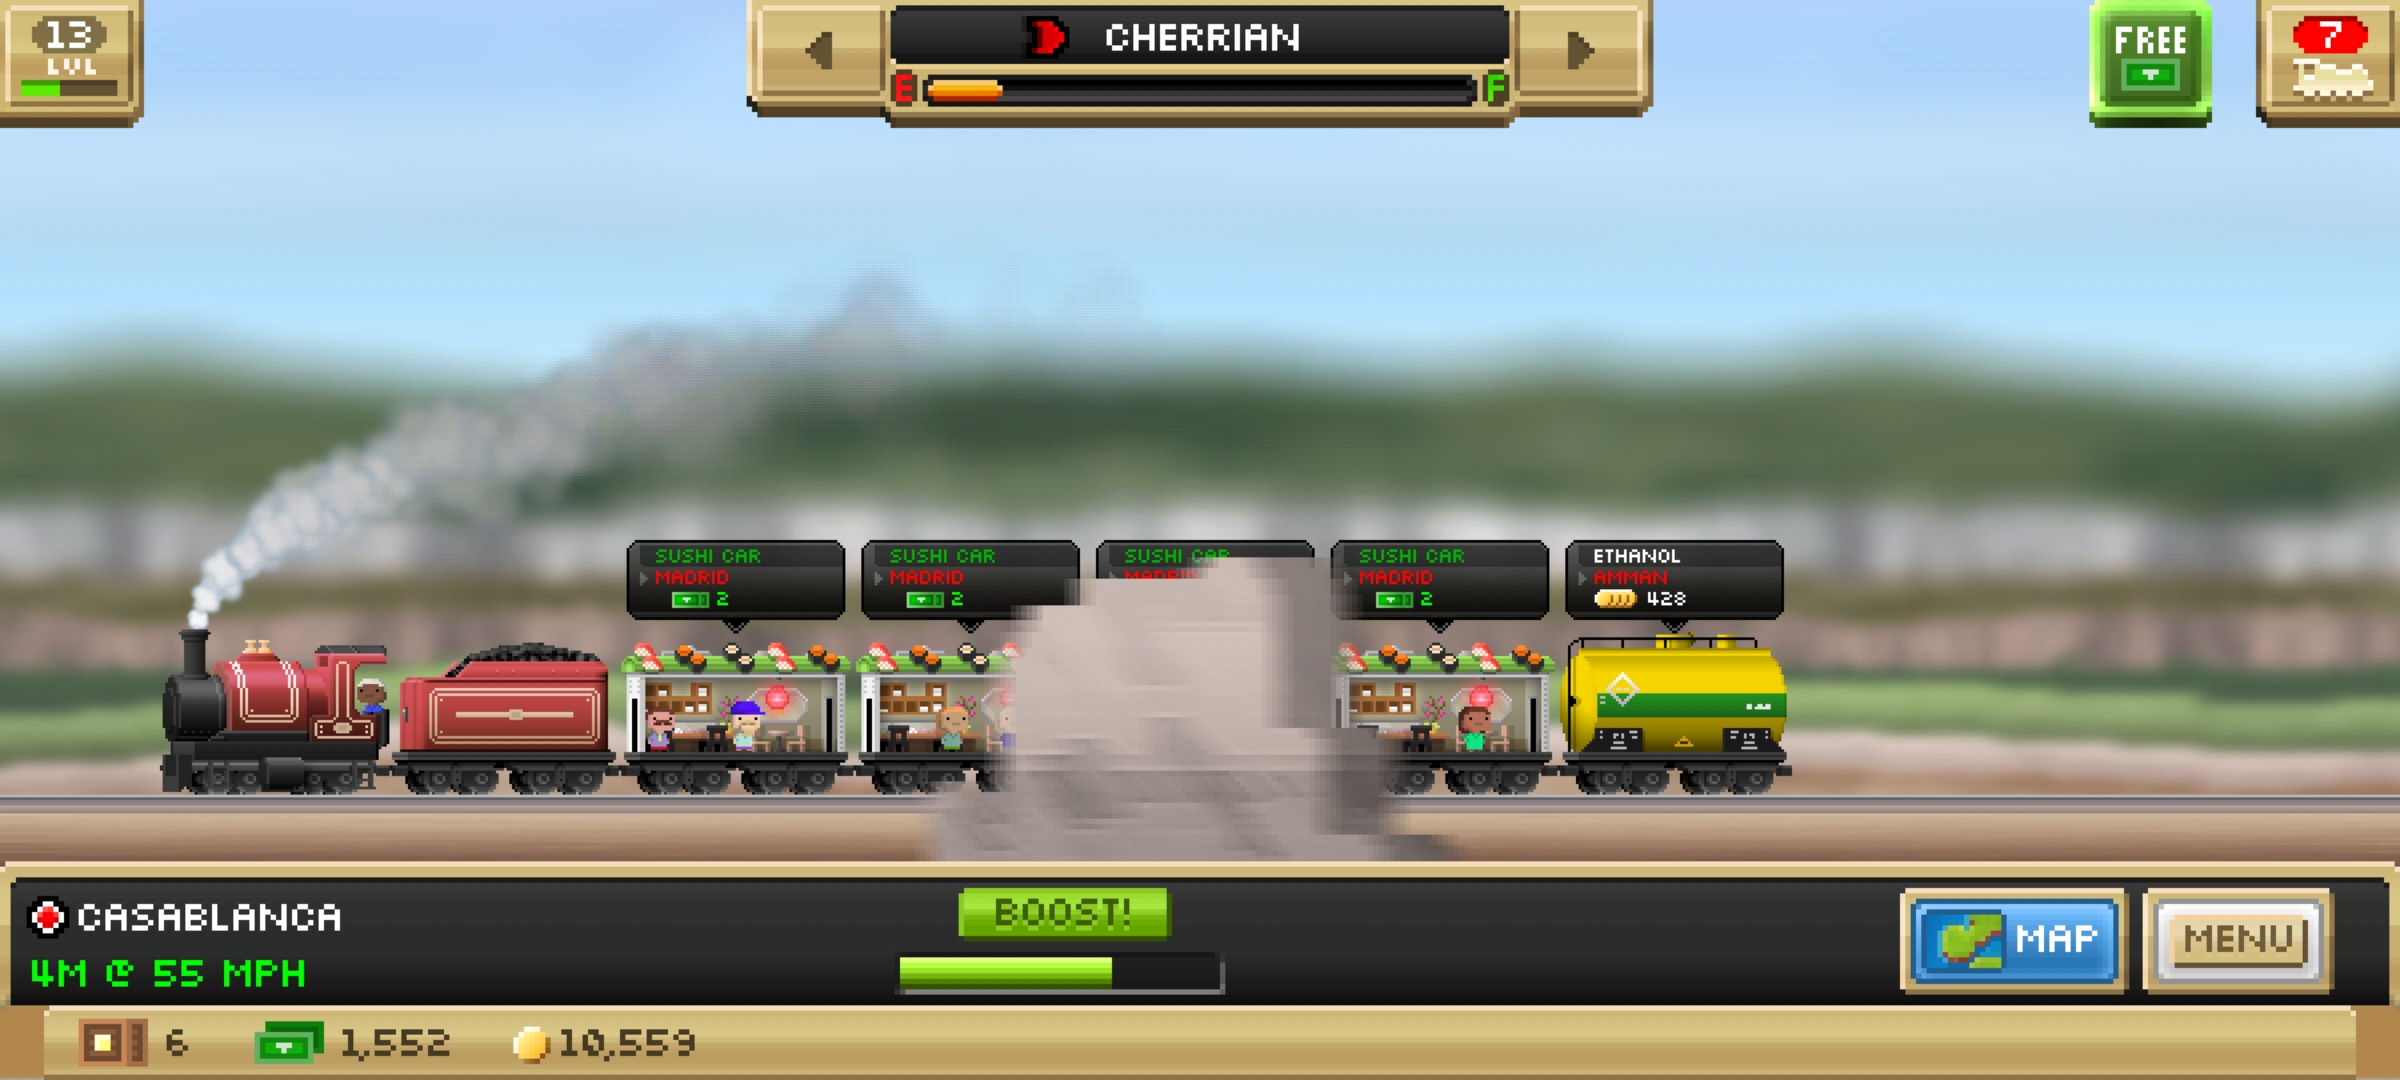 13
LVL
CHERRIAN
E
F
FREE
7
SUSHI CAR
MADRID
2
SUSHI CAR
MADRID
2
SUSHI CAR
MADRID
SUSHI CAR
MADRID
2
ETHANOL
AMMAN
428
CASABLANCA
4M @ 55 MPH
BOOST!
MAP
MENU
6
1,552
10,559